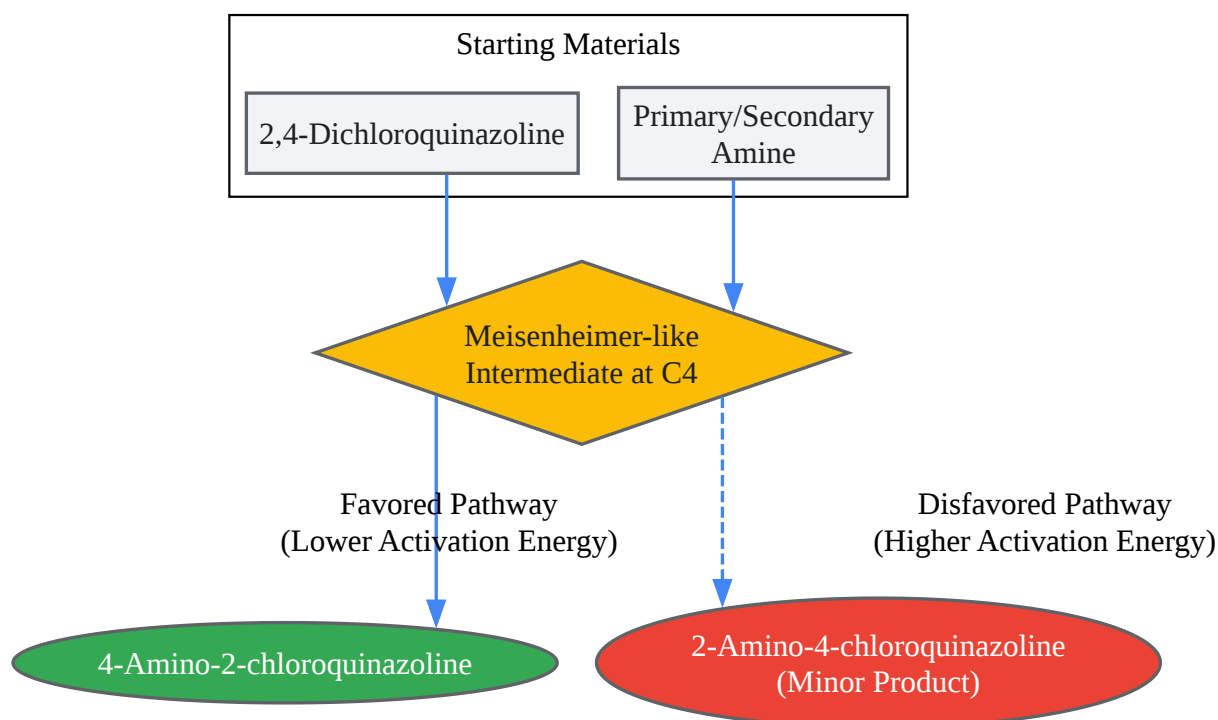 Starting Materials
2,4-Dichloroquinazoline
Primary/Secondary
Amine
Meisenheimer-like
Intermediate at C4
Favored Pathway
(Lower Activation Energy)
Disfavored Pathway
(Higher Activation Energy)
4-Amino-2-chloroquinazoline
2-Amino-4-chloroquinazoline
(Minor Product)